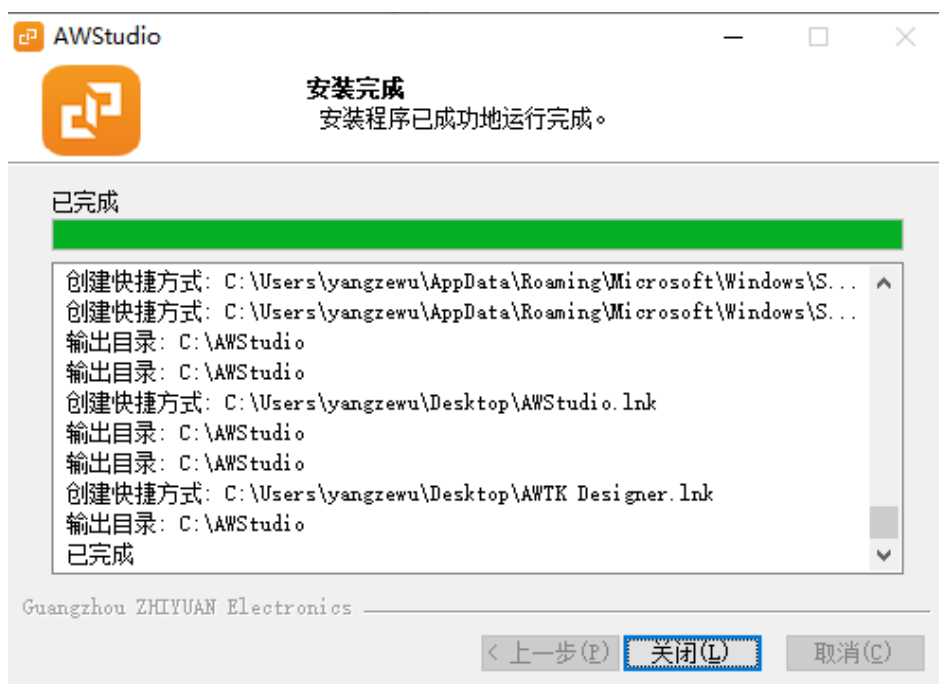 AWStudio
安装完成
安装程序已成功地运行完成。
已完成
创建快捷方式: C:\Users\yangzewu\AppData\Roaming\Microsoft\Windows\S...
创建快捷方式: C:\Users\yangzewu\AppData\Roaming\Microsoft\Windows\S...
输出目录: C:\AWStudio
输出目录: C:\AWStudio
创建快捷方式: C:\Users\yangzewu\Desktop\AWStudio.lnk
输出目录: C:\AWStudio
输出目录: C:\AWStudio
创建快捷方式: C:\Users\yangzewu\Desktop\AWTK Designer.lnk
输出目录: C:\AWStudio
已完成
Guangzhou ZHIYUAN Electronics
< 上一步(P) 关闭(L) 取消(C)